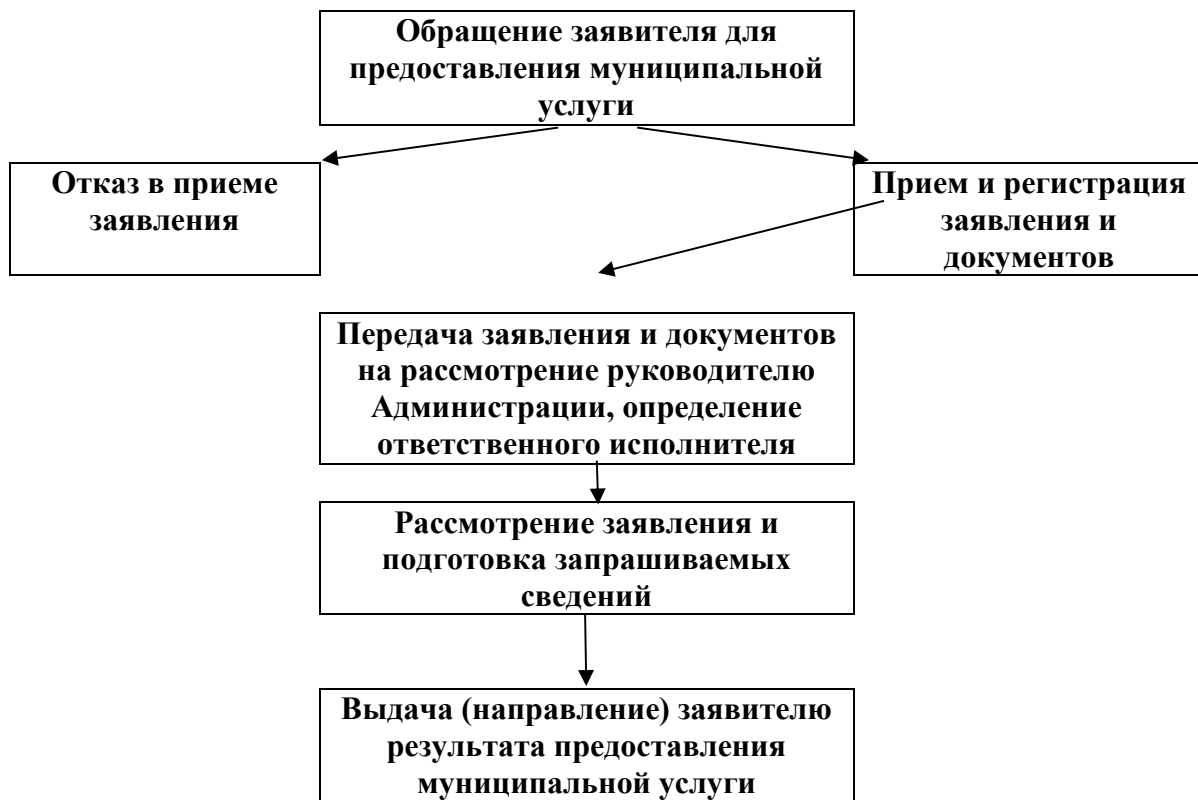 Обращение заявителя для
предоставления муниципальной
услуги
Отказ в приеме
заявления
Прием и регистрация
заявления и
документов
Передача заявления и документов
на рассмотрение руководителю
Администрации, определение
ответственного исполнителя
Рассмотрение заявления и
подготовка запрашиваемых
сведений
Выдача (направление) заявителю
результата предоставления
муниципальной услуги